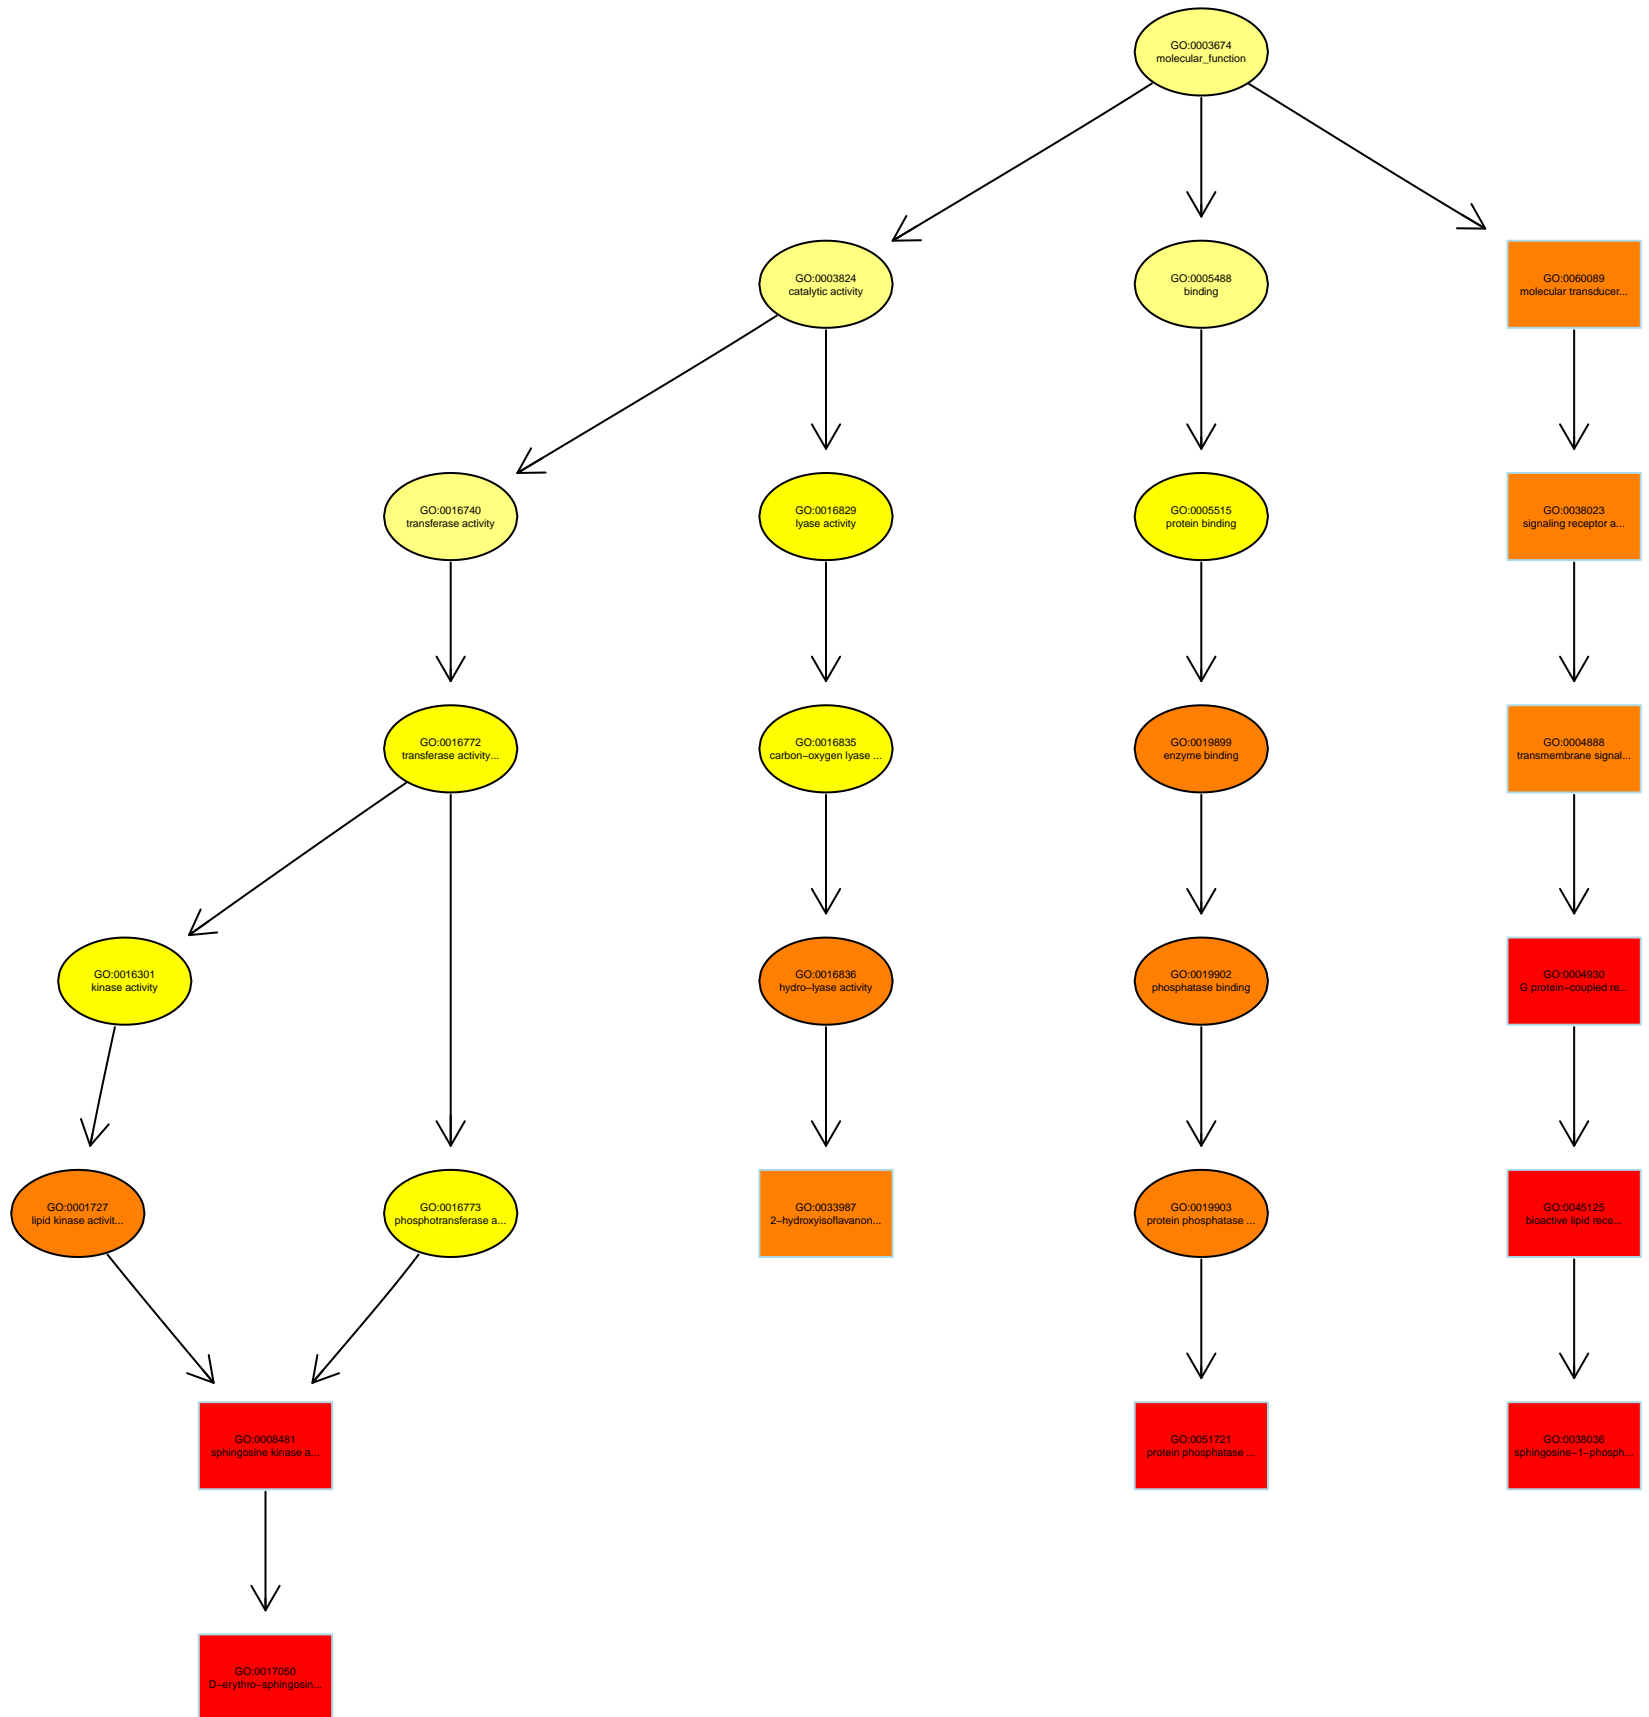 GO:0003674
molecular_function
GO:0003824
catalytic activity
GO:0005488
binding
GO:0060089
molecular transducer...
GO:0016740
transferase activity
GO:0016829
lyase activity
GO:0005515
protein binding
GO:0038023
signaling receptor a...
GO:0016772
transferase activity...
GO:0016835
carbon−oxygen lyase ...
GO:0019899
enzyme binding
GO:0004888
transmembrane signal...
GO:0016301
kinase activity
GO:0016836
hydro−lyase activity
GO:0019902
phosphatase binding
GO:0004930
G protein−coupled re...
GO:0001727
lipid kinase activit...
GO:0016773
phosphotransferase a...
GO:0033987
2−hydroxyisoflavanon...
GO:0019903
protein phosphatase ...
GO:0045125
bioactive lipid rece...
GO:0008481
sphingosine kinase a...
GO:0051721
protein phosphatase ...
GO:0038036
sphingosine−1−phosph...
GO:0017050
D−erythro−sphingosin...